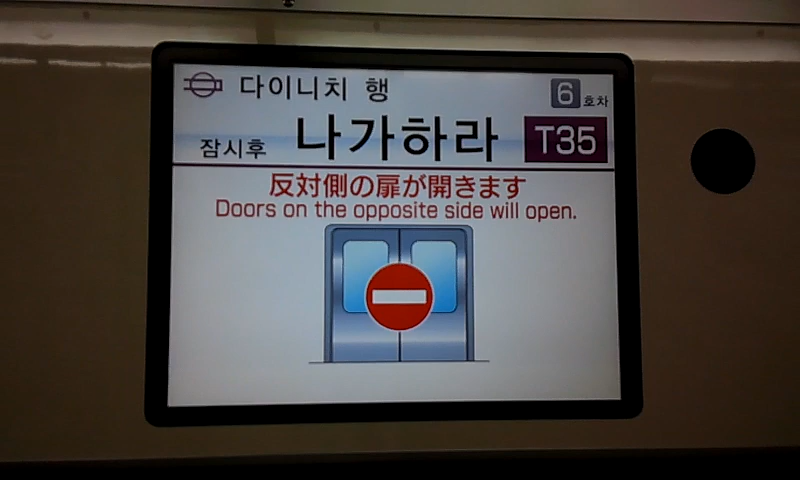 다이니치 행
6 호차
잠시후 나가하라 T35
反対側の扉が開きます
Doors on the opposite side will open.